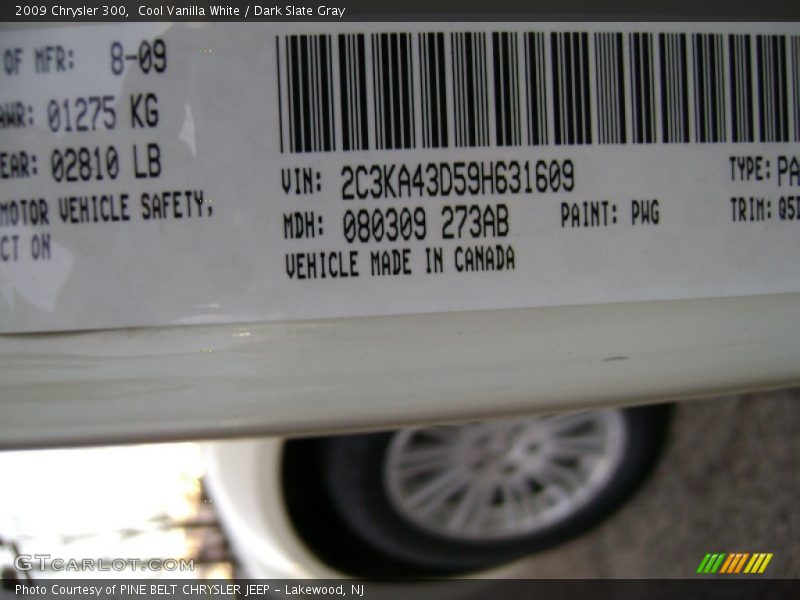 2009 Chrysler 300, Cool Vanilla White / Dark Slate Gray
OF MFR: 8-09
AWR: 01275 KG
EAR: 02810 LB
MOTOR VEHICLE SAFETY,
CT ON
VIN: 2C3KA43D59H631609
TYPE: PA
MDH: 080309 273AB
PAINT: PWG
TRIM: Q5D
VEHICLE MADE IN CANADA
GTCARLOT.COM
Photo Courtesy of PINE BELT CHRYSLER JEEP - Lakewood, NJ